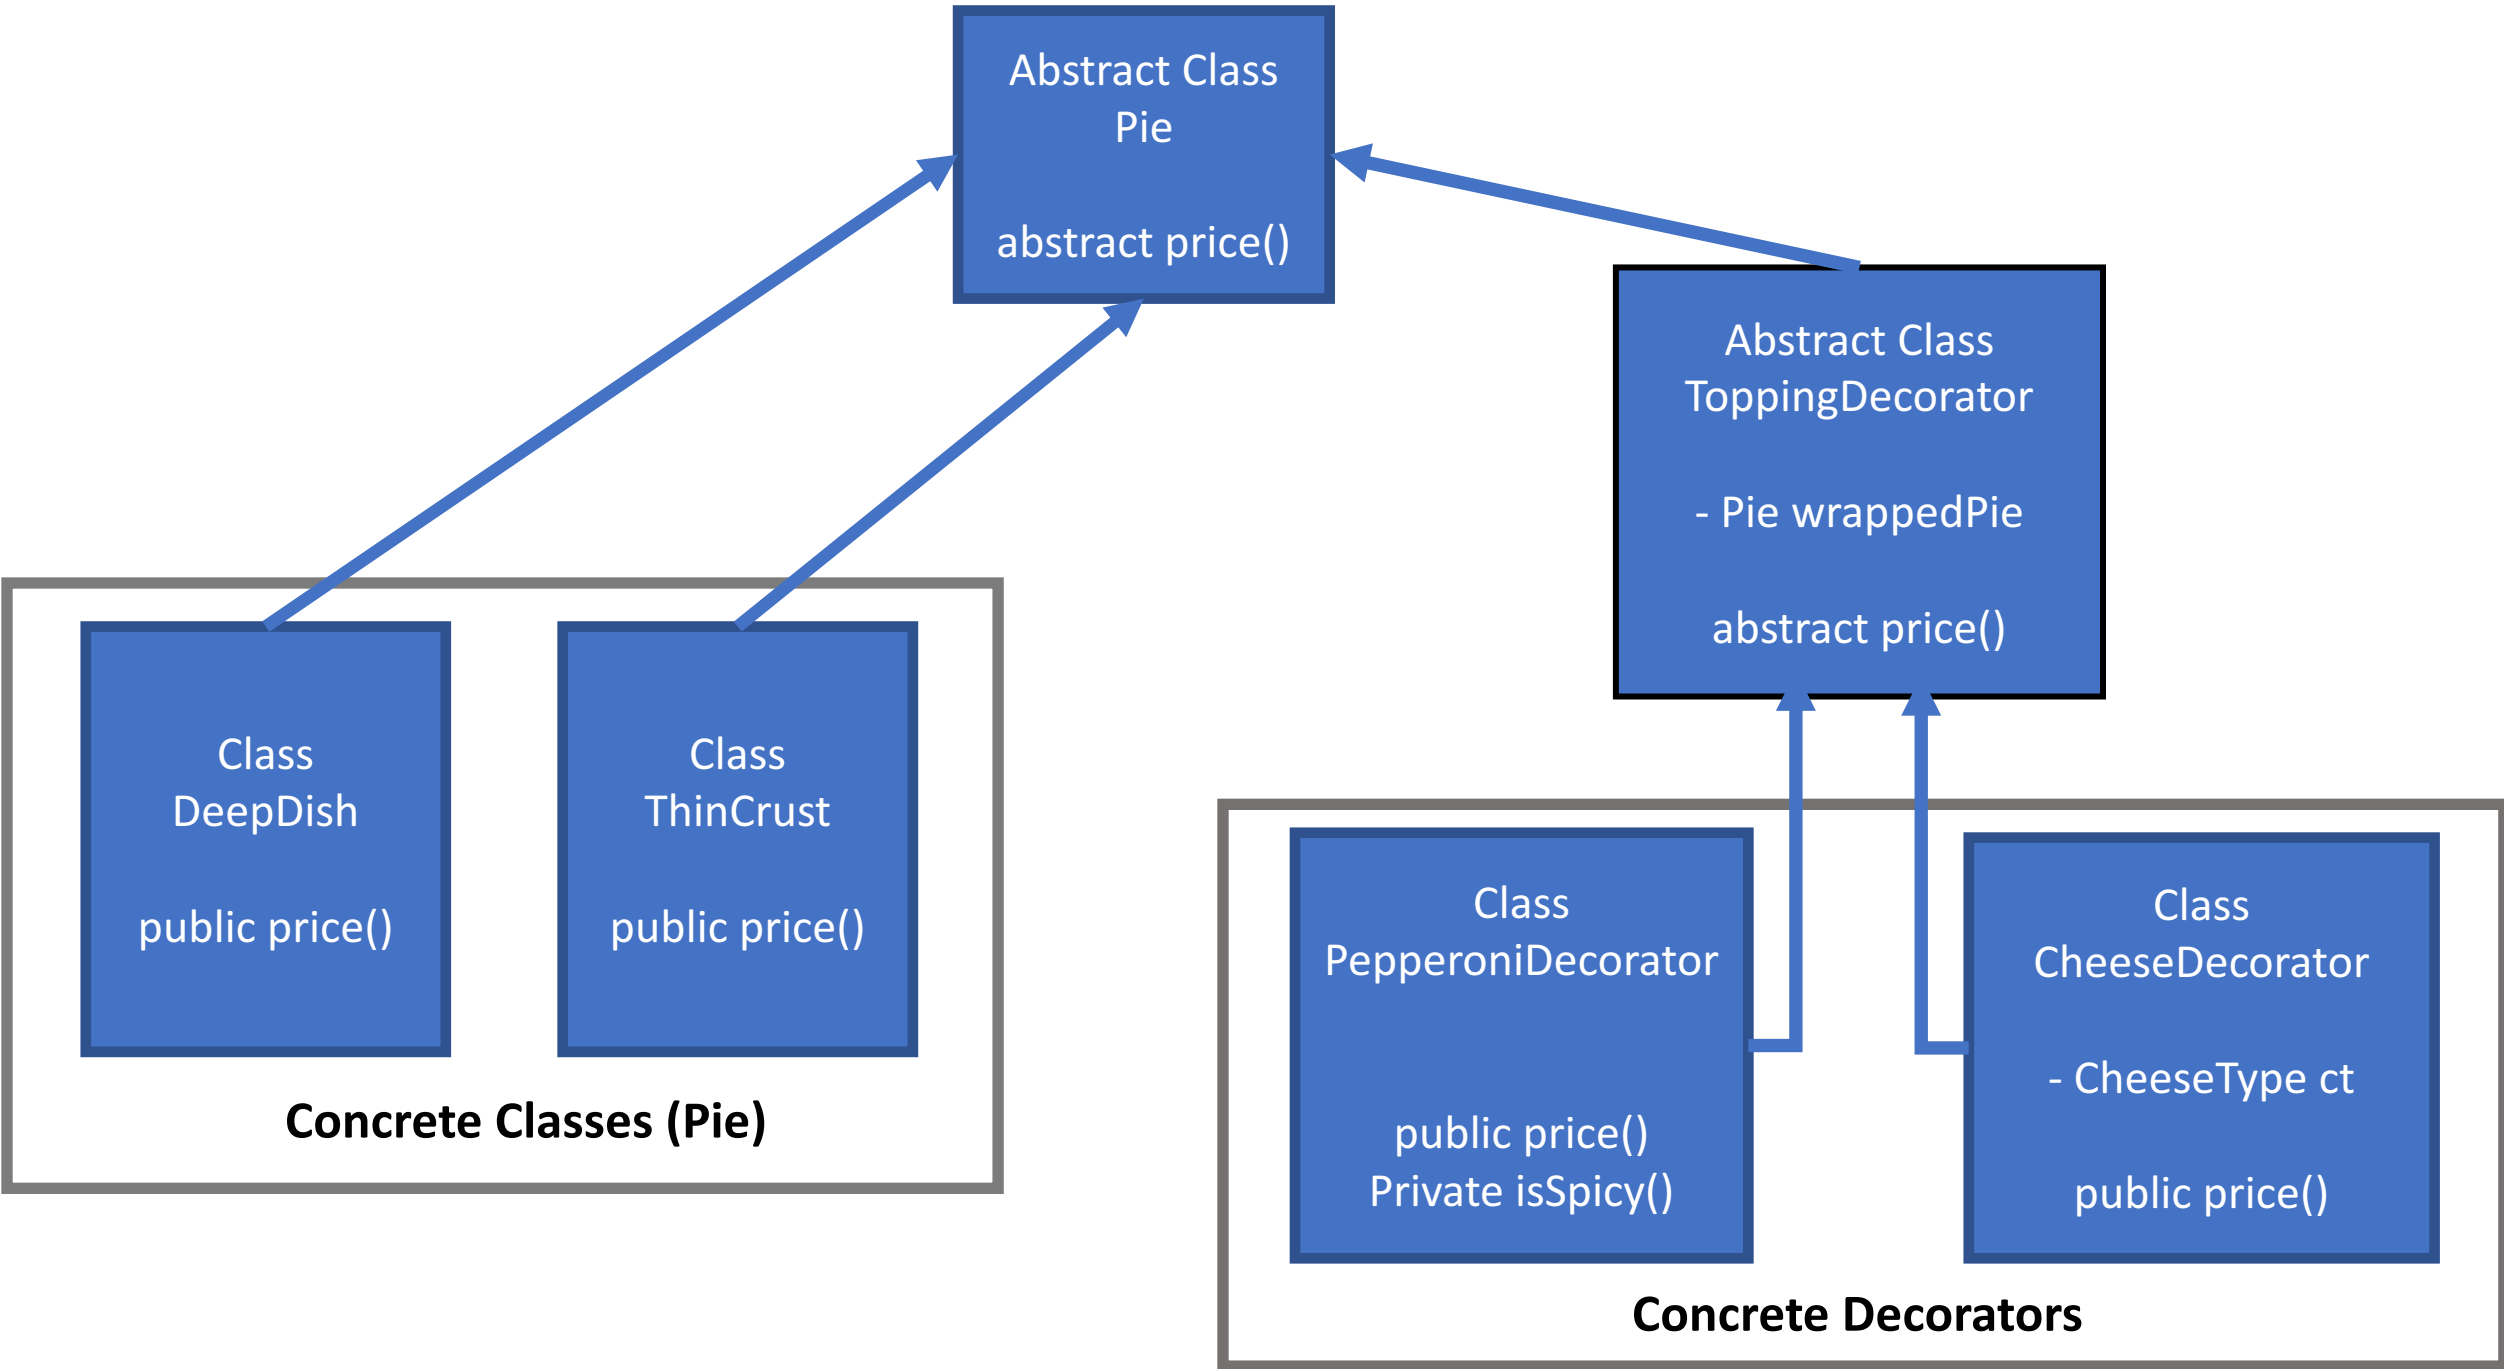 Abstract Class
Pie
abstract price()
Abstract Class
ToppingDecorator
- Pie wrappedPie
abstract price()
Class
DeepDish
public price()
Class
ThinCrust
public price()
Concrete Classes (Pie)
Class
PepperoniDecorator
public price()
Private isSpicy()
Class
CheeseDecorator
- CheeseType ct
public price()
Concrete Decorators